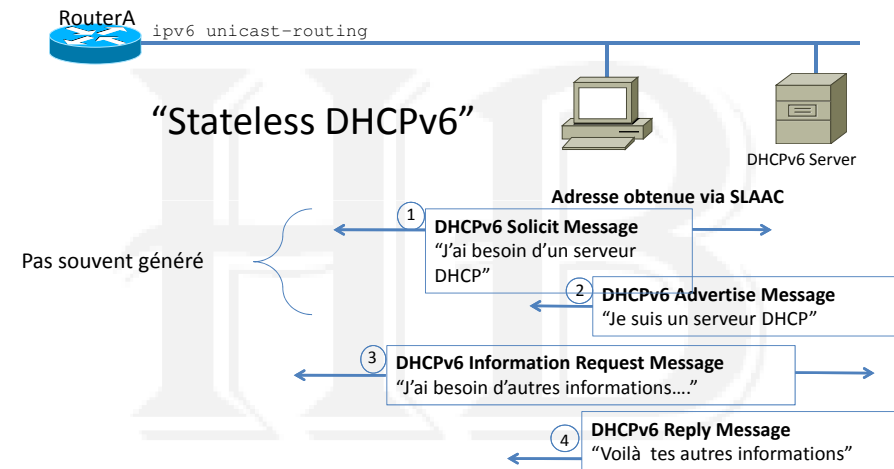 RouterA
ipv6 unicast-routing
“Stateless DHCPv6”
DHCPv6 Server
Adresse obtenue via SLAAC
1
DHCPv6 Solicit Message
“J’ai besoin d’un serveur
DHCP”
Pas souvent généré
2
DHCPv6 Advertise Message
“Je suis un serveur DHCP”
3
DHCPv6 Information Request Message
“J’ai besoin d’autres informations….”
4
DHCPv6 Reply Message
“Voilà tes autres informations”
HB